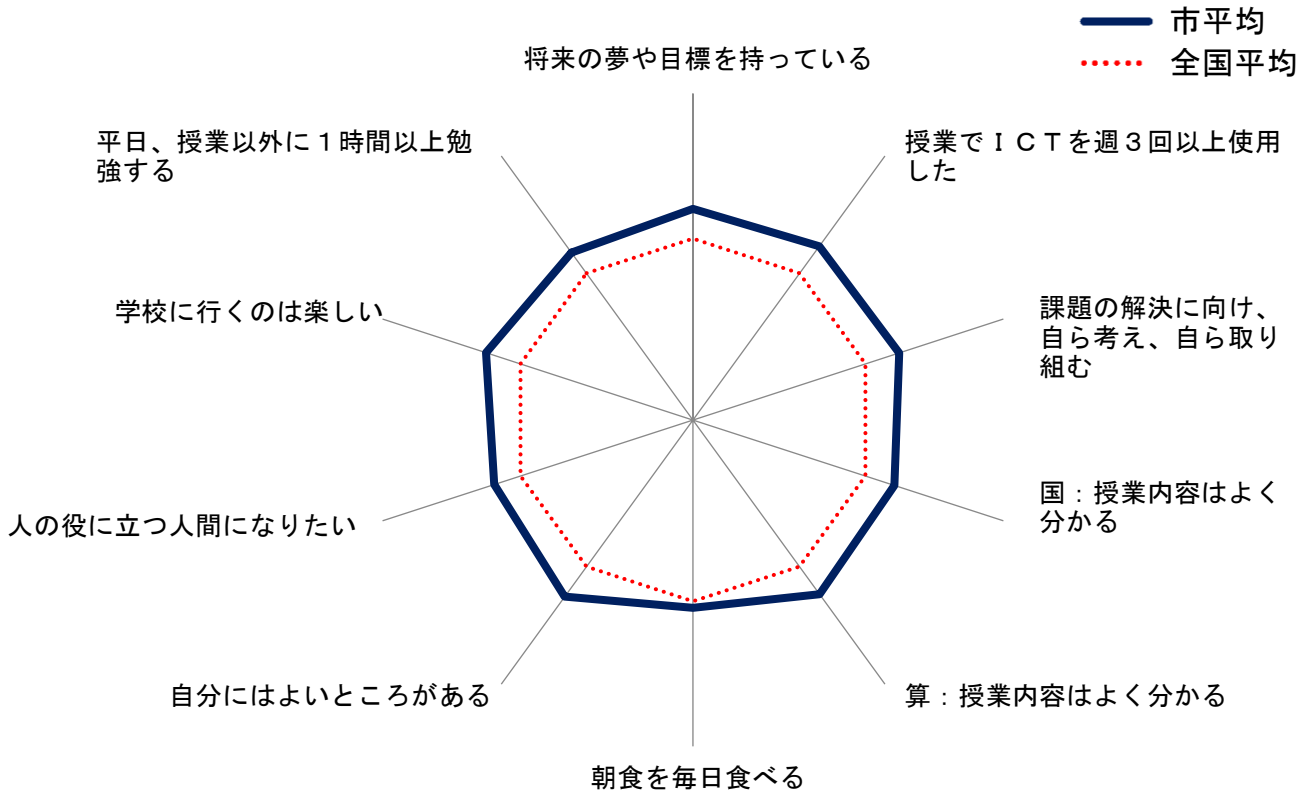 市平均
全国平均
将来の夢や目標を持っている
授業でＩＣＴを週３回以上使用
した
課題の解決に向け、
自ら考え、自ら取り
組む
国：授業内容はよく
分かる
算：授業内容はよく分かる
朝食を毎日食べる
自分にはよいところがある
人の役に立つ人間になりたい
学校に行くのは楽しい
平日、授業以外に１時間以上勉
強する